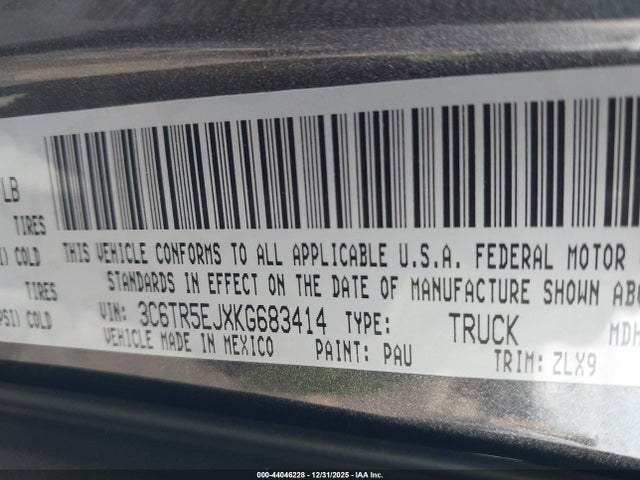 LB
TIRES
COLD
TIRES
PSI) COLD
THIS VEHICLE CONFORMS TO ALL APPLICABLE U.S.A. FEDERAL MOTOR
STANDARDS IN EFFECT ON THE DATE OF MANUFACTURE SHOWN ABO
VIN: 3C6TR5EJXKG683414 TYPE: TRUCK MDH
VEHICLE MADE IN MEXICO PAINT: PAU TRIM: ZLX9
000-44046228 - 12/31/2025 - IAA Inc.